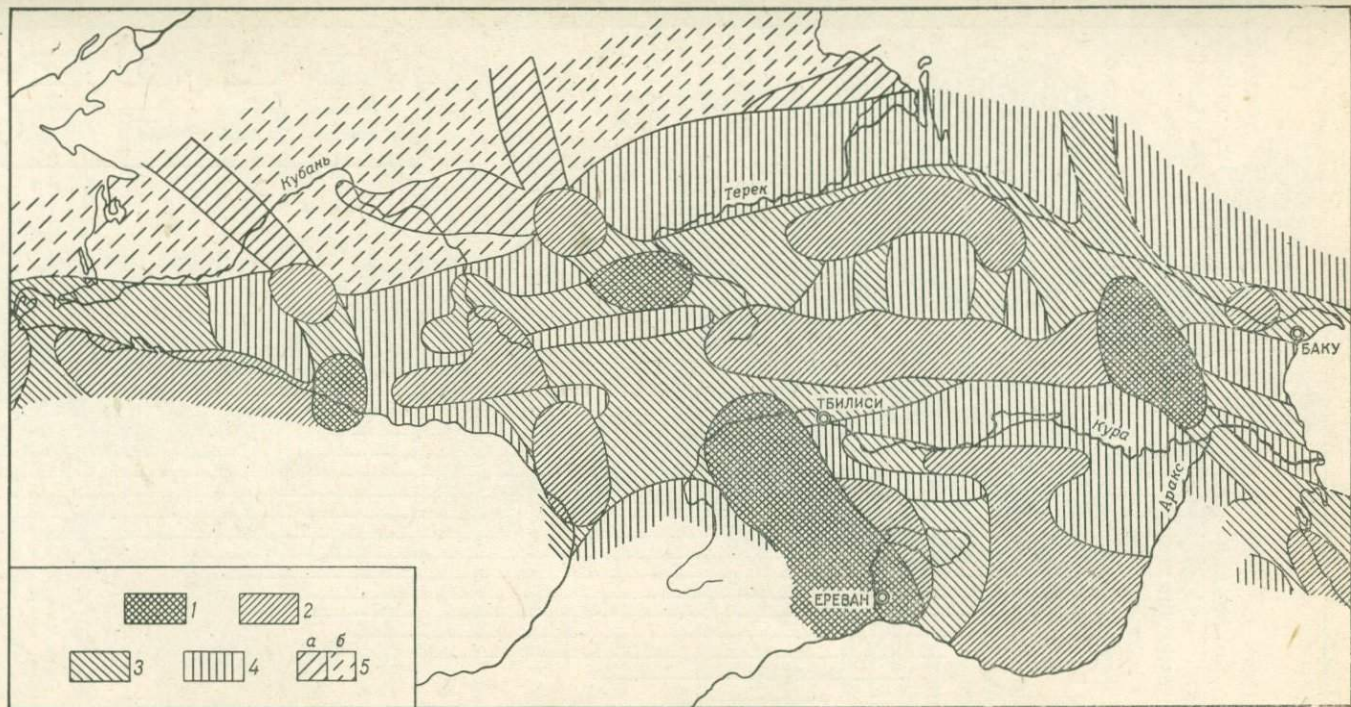 Кубань
Терек
БАКУ
ТБИЛИСИ
Кура
Аракс
ЕРЕВАН
1
2
а б
3
4
5